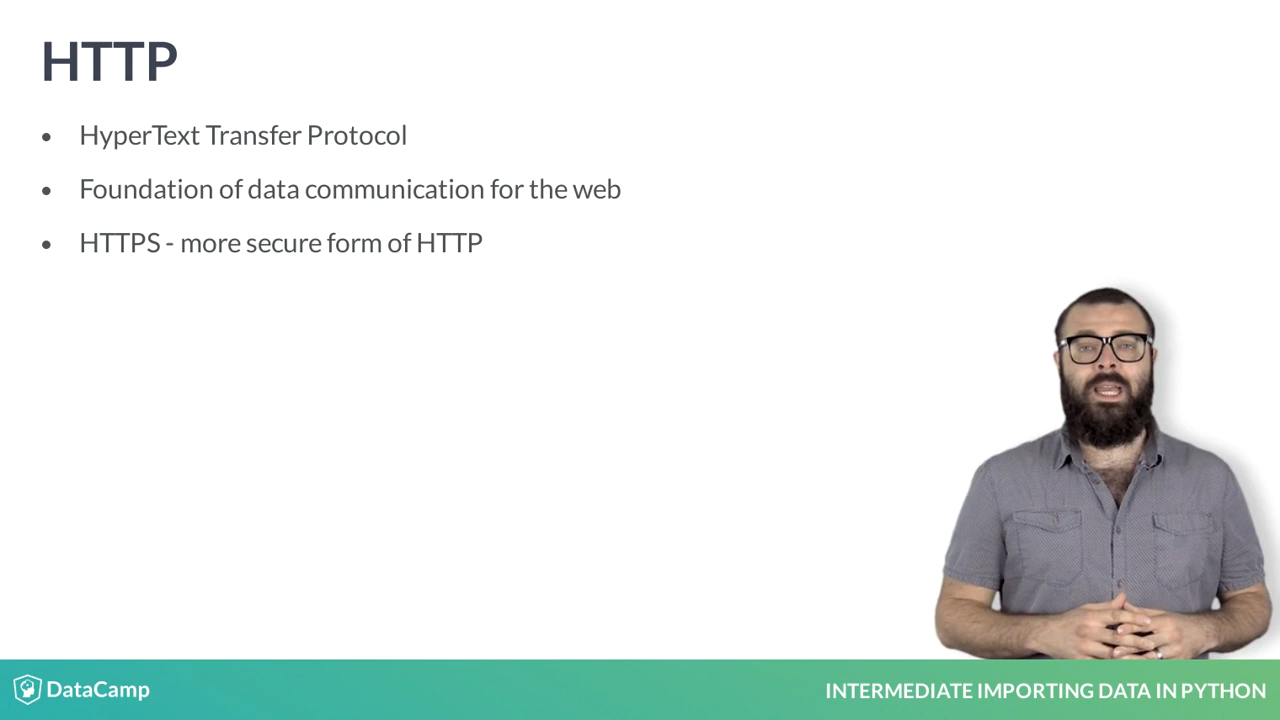 HTTP
• HyperText Transfer Protocol
• Foundation of data communication for the web
• HTTPS - more secure form of HTTP
DataCamp
INTERMEDIATE IMPORTING DATA IN PYTHON